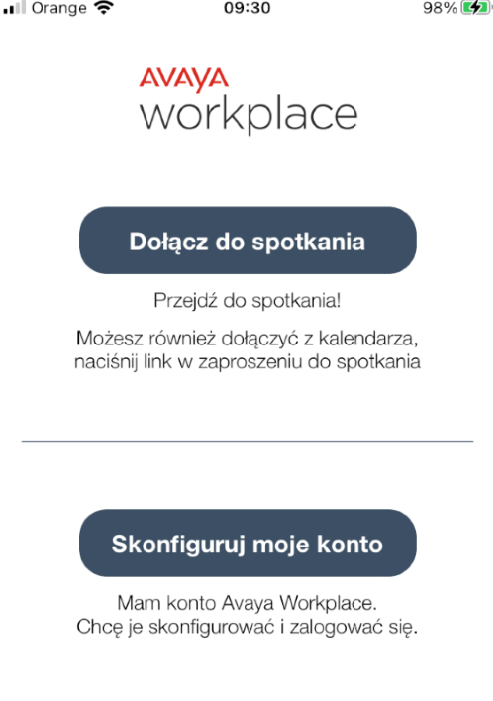 Orange 09:30 98%
AVAYA
workplace
Dołącz do spotkania
Przejdź do spotkania!
Możesz również dołączyć z kalendarza,
naciśnij link w zaproszeniu do spotkania
Skonfiguruj moje konto
Mam konto Avaya Workplace.
Chcę je skonfigurować i zalogować się.